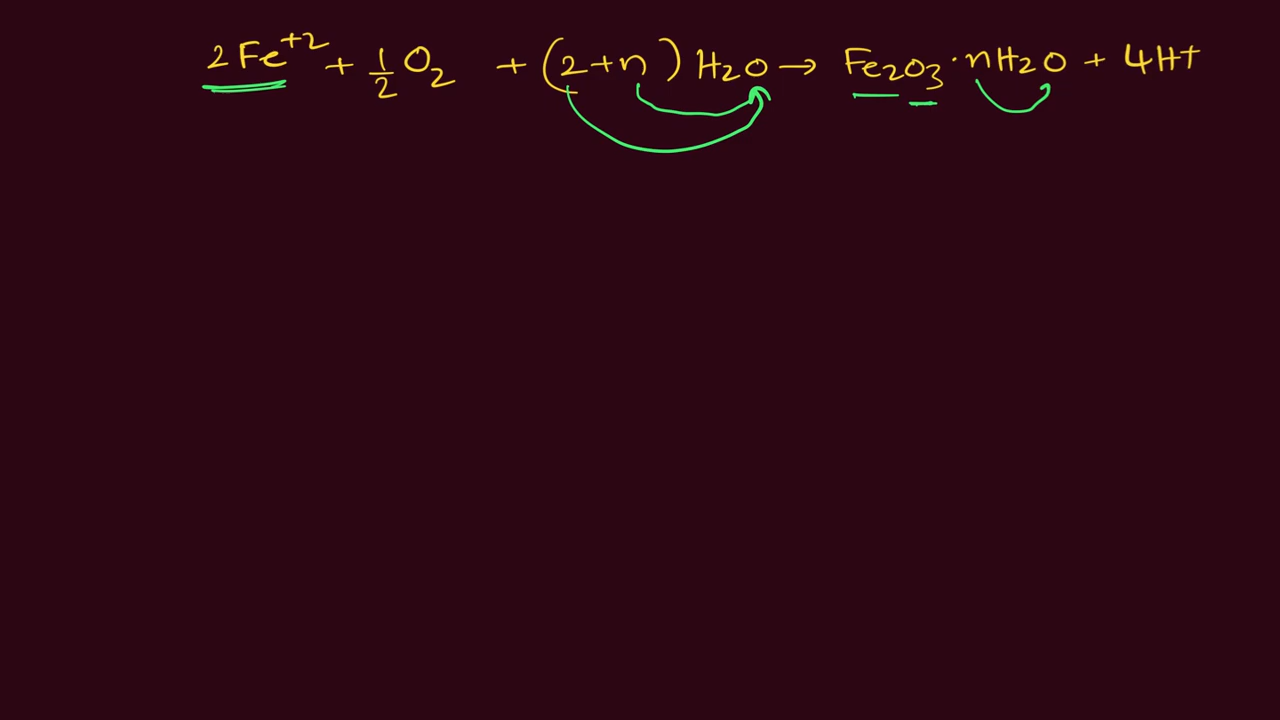 2Fe⁺² + ½ O₂ + (2+n) H₂O → Fe₂O₃·nH₂O + 4H⁺